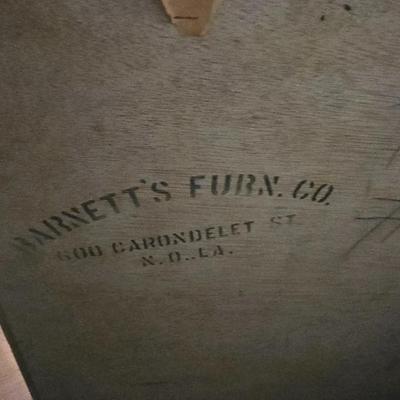 BARNETT'S FURN. CO.
600 CARONDELET ST
N.O., LA.